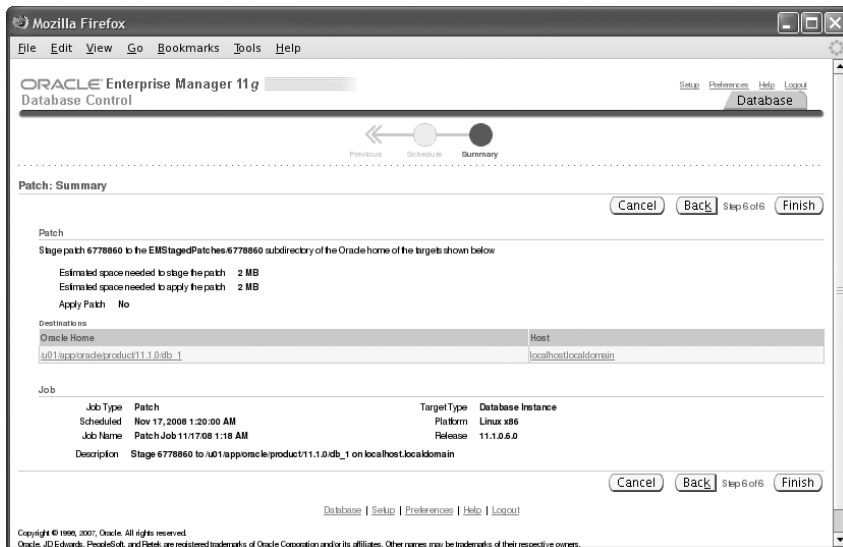 Mozilla Firefox
File Edit View Go Bookmarks Tools Help
ORACLE Enterprise Manager 11g
Database Control
Setup Preferences Help Logout
Database
Previous Schedule Summary
Patch: Summary
Cancel Back Step 6 of 6 Finish
Patch
Stage patch 6778860 to the EMStagedPatches/6778860 subdirectory of the Oracle home of the targets shown below
Estimated space needed to stage the patch 2 MB
Estimated space needed to apply the patch 2 MB
Apply Patch No
Destinations
Oracle Home Host
/u01/app/oracle/product/11.1.0/db_1 localhost.localdomain
Job
Job Type Patch Target Type Database Instance
Scheduled Nov 17, 2008 1:20:00 AM Platform Linux x86
Job Name Patch Job 11/17/08 1:18 AM Release 11.1.0.6.0
Description Stage 6778860 to /u01/app/oracle/product/11.1.0/db_1 on localhost.localdomain
Cancel Back Step 6 of 6 Finish
Database | Setup | Preferences | Help | Logout
Copyright © 1996, 2007, Oracle. All rights reserved.
Oracle, JD Edwards, PeopleSoft, and Retek are registered trademarks of Oracle Corporation and/or its affiliates. Other names may be trademarks of their respective owners.